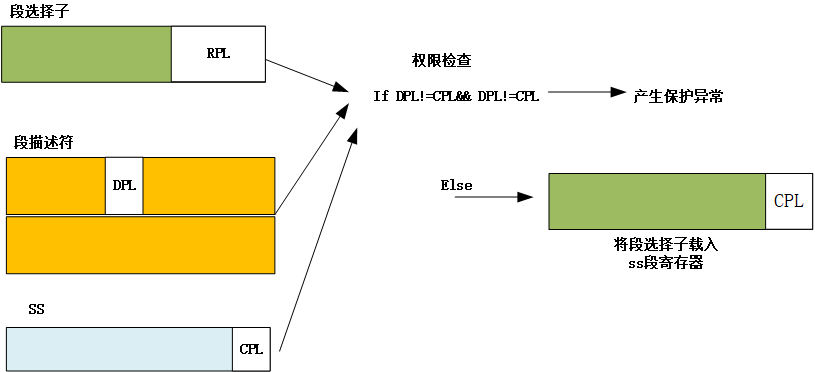 段选择子
RPL
权限检查
If DPL!=CPL&& DPL!=CPL
产生保护异常
段描述符
DPL
Else
CPL
将段选择子载入
ss段寄存器
SS
CPL